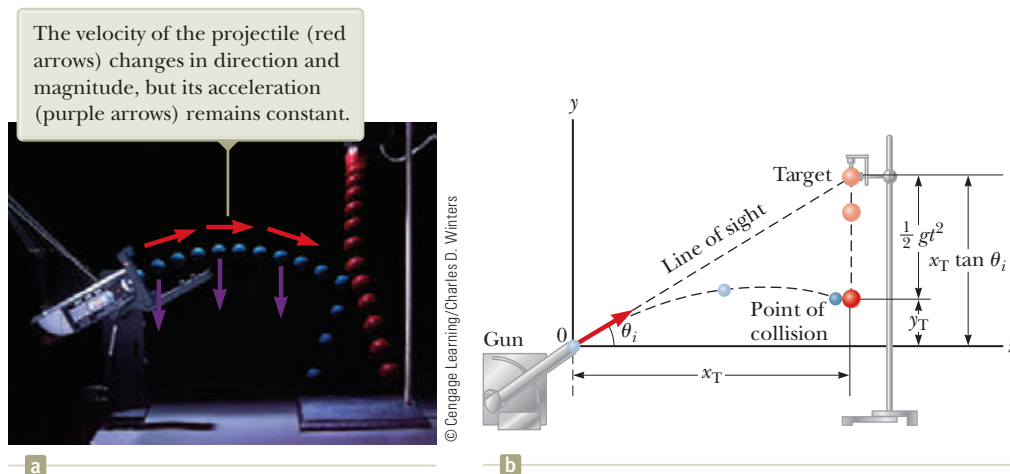 The velocity of the projectile (red
arrows) changes in direction and
magnitude, but its acceleration
(purple arrows) remains constant.
© Cengage Learning/Charles D. Winters
a
y
Target
Line of sight
½ gt²
x_T tan θ_i
Point of
collision
y_T
0
θ_i
Gun
x_T
b